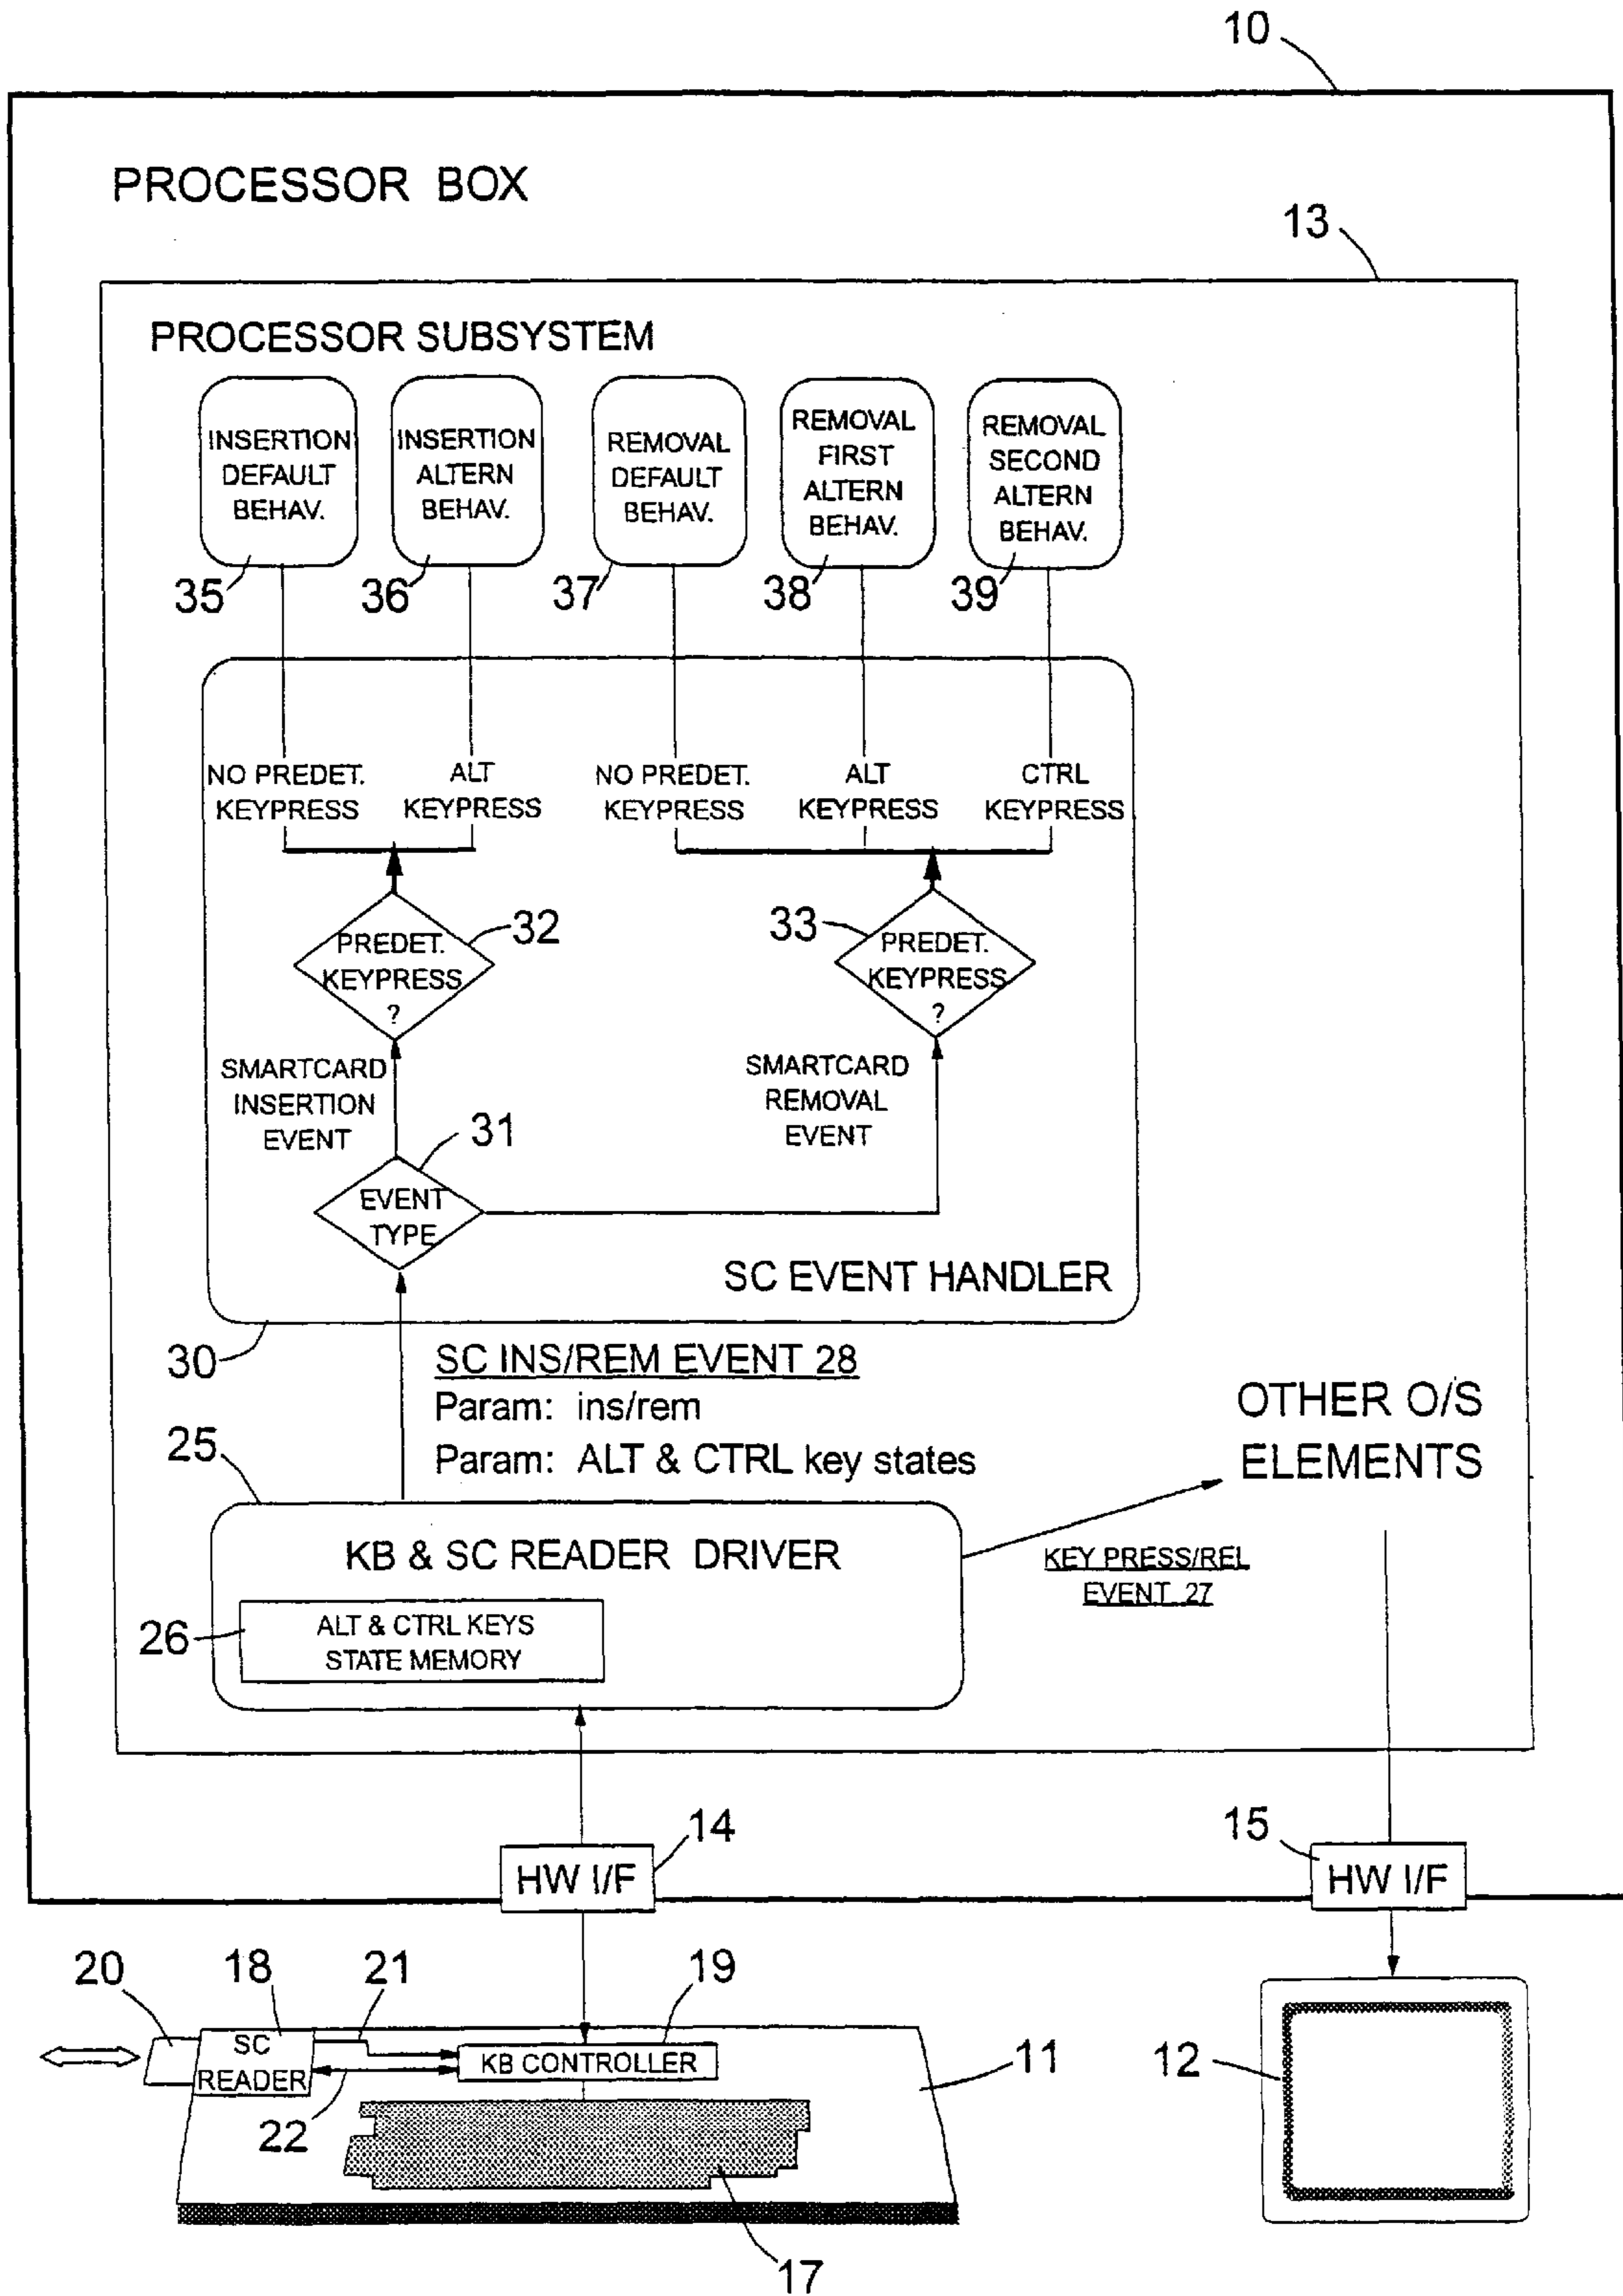 10
PROCESSOR BOX
13
PROCESSOR SUBSYSTEM
INSERTION
DEFAULT
BEHAV.
INSERTION
ALTERN
BEHAV.
REMOVAL
DEFAULT
BEHAV.
REMOVAL
FIRST
ALTERN
BEHAV.
REMOVAL
SECOND
ALTERN
BEHAV.
35
36
37
38
39
NO PREDET.
KEYPRESS
ALT
KEYPRESS
NO PREDET.
KEYPRESS
ALT
KEYPRESS
CTRL
KEYPRESS
PREDET.
KEYPRESS
?
32
33
PREDET.
KEYPRESS
?
SMARTCARD
INSERTION
EVENT
SMARTCARD
REMOVAL
EVENT
31
EVENT
TYPE
SC EVENT HANDLER
30
SC INS/REM EVENT 28
Param: ins/rem
Param: ALT & CTRL key states
OTHER O/S
ELEMENTS
25
KB & SC READER DRIVER
KEY PRESS/REL
EVENT 27
26
ALT & CTRL KEYS
STATE MEMORY
14
HW I/F
15
HW I/F
20
18
21
19
SC
READER
KB CONTROLLER
11
12
22
17